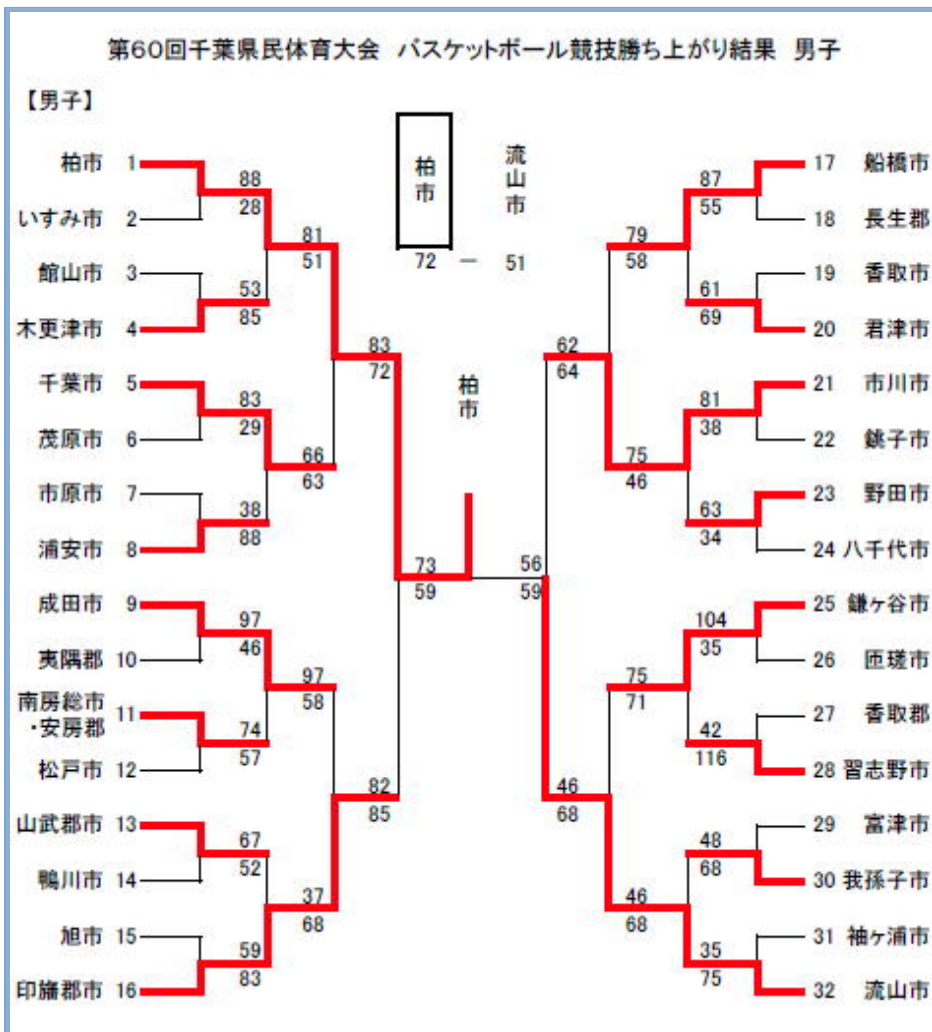 第60回千葉県民体育大会 バスケットボール競技勝ち上がり結果 男子
【男子】
柏市
流山市
72 － 51
柏市
柏市 1
いすみ市 2
館山市 3
木更津市 4
千葉市 5
茂原市 6
市原市 7
浦安市 8
成田市 9
夷隅郡 10
南房総市
・安房郡 11
松戸市 12
山武郡市 13
鴨川市 14
旭市 15
印旛郡市 16
88
28
53
85
83
29
38
88
97
46
74
57
67
52
59
83
81
51
66
63
97
58
37
68
83
72
82
85
73
59
56
59
62
64
46
68
79
58
75
46
75
71
46
68
87
55
61
69
81
38
63
34
104
35
42
116
48
68
35
75
17 船橋市
18 長生郡
19 香取市
20 君津市
21 市川市
22 銚子市
23 野田市
24 八千代市
25 鎌ヶ谷市
26 匝瑳市
27 香取郡
28 習志野市
29 富津市
30 我孫子市
31 袖ヶ浦市
32 流山市